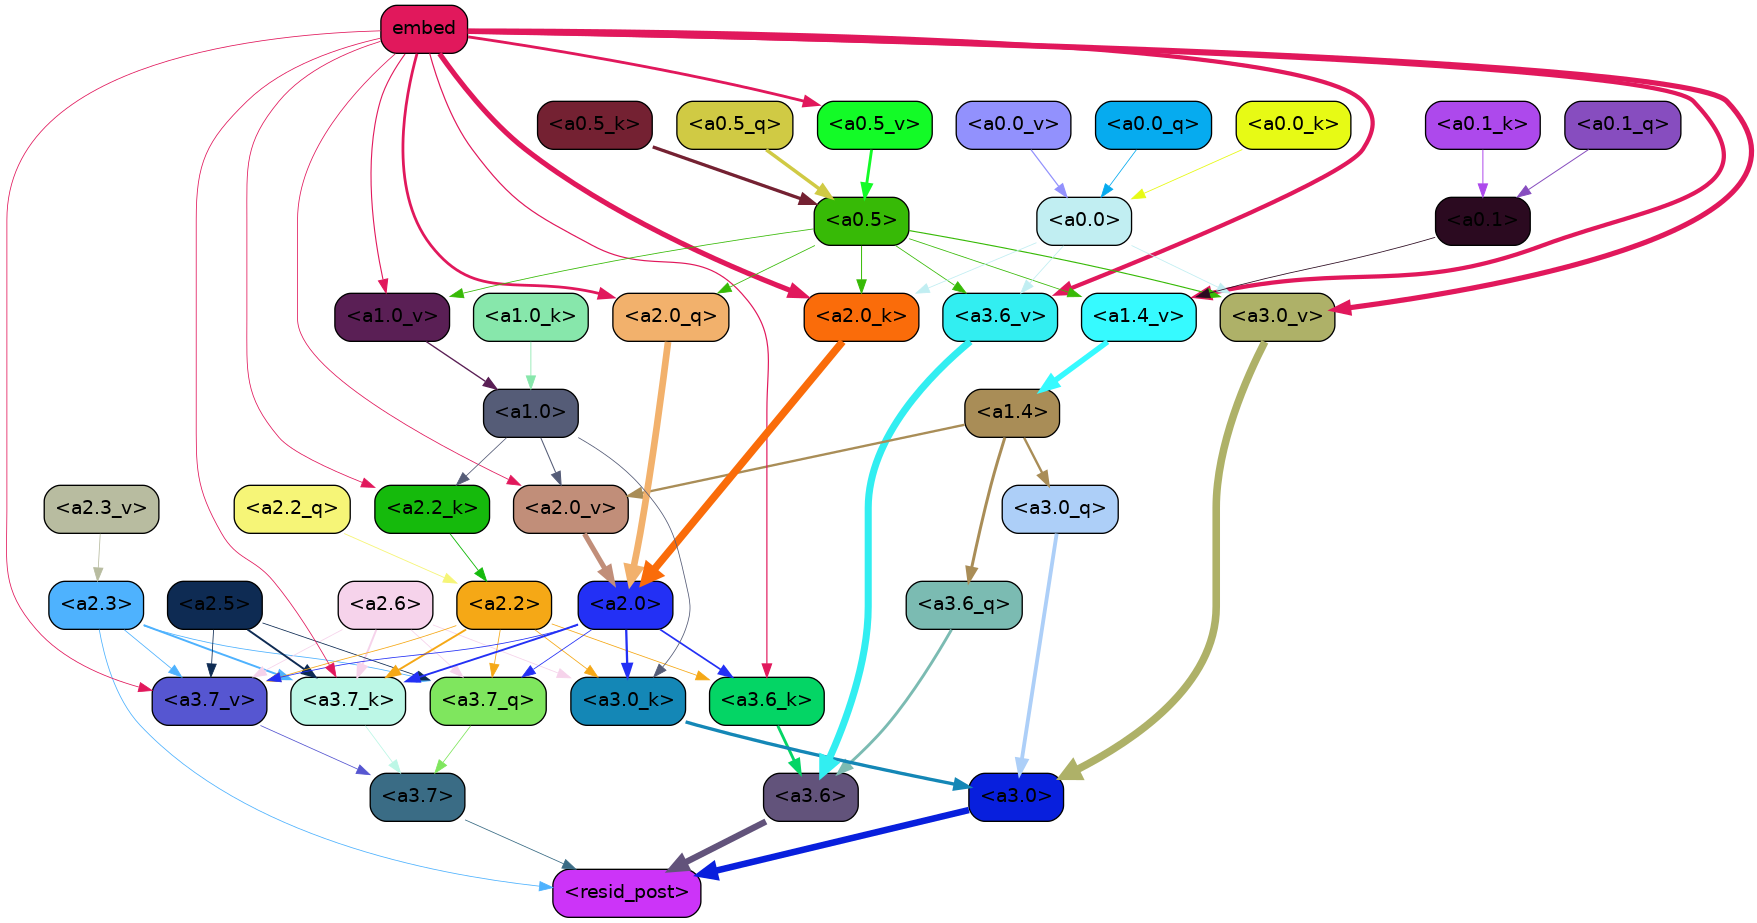 embed
<a0.5_k>
<a0.5_q>
<a0.5_v>
<a0.0_v>
<a0.0_q>
<a0.0_k>
<a0.1_k>
<a0.1_q>
<a0.5>
<a0.0>
<a0.1>
<a1.0_v>
<a1.0_k>
<a2.0_q>
<a2.0_k>
<a3.6_v>
<a1.4_v>
<a3.0_v>
<a1.0>
<a1.4>
<a2.3_v>
<a2.2_q>
<a2.2_k>
<a2.0_v>
<a3.0_q>
<a2.3>
<a2.5>
<a2.6>
<a2.2>
<a2.0>
<a3.6_q>
<a3.7_v>
<a3.7_k>
<a3.7_q>
<a3.0_k>
<a3.6_k>
<a3.7>
<a3.6>
<a3.0>
<resid_post>